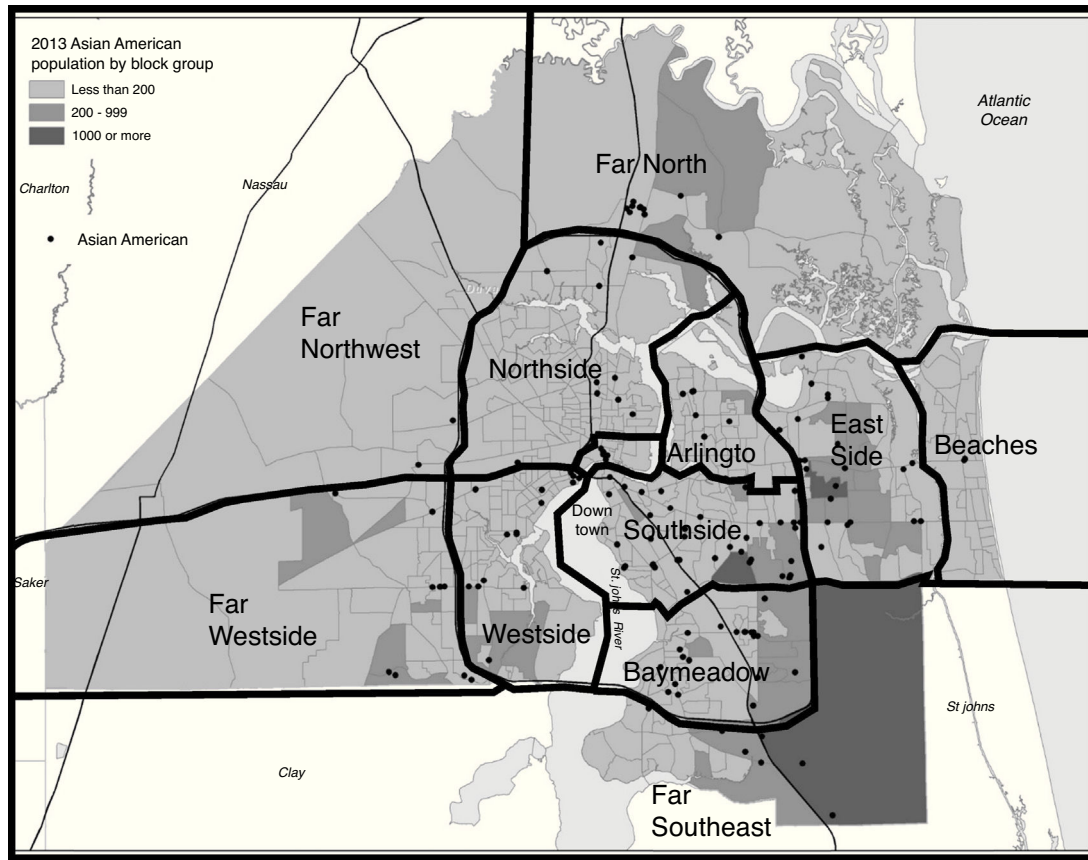 2013 Asian American
population by block group
Less than 200
200 - 999
1000 or more
Charlton
Nassau
Atlantic
Ocean
Asian American
Far North
Far
Northwest
Northside
Arlingto
East
Side
Beaches
Down
town
Southside
Saker
Far
Westside
Westside
St. johns River
Baymeadow
St johns
Clay
Far
Southeast